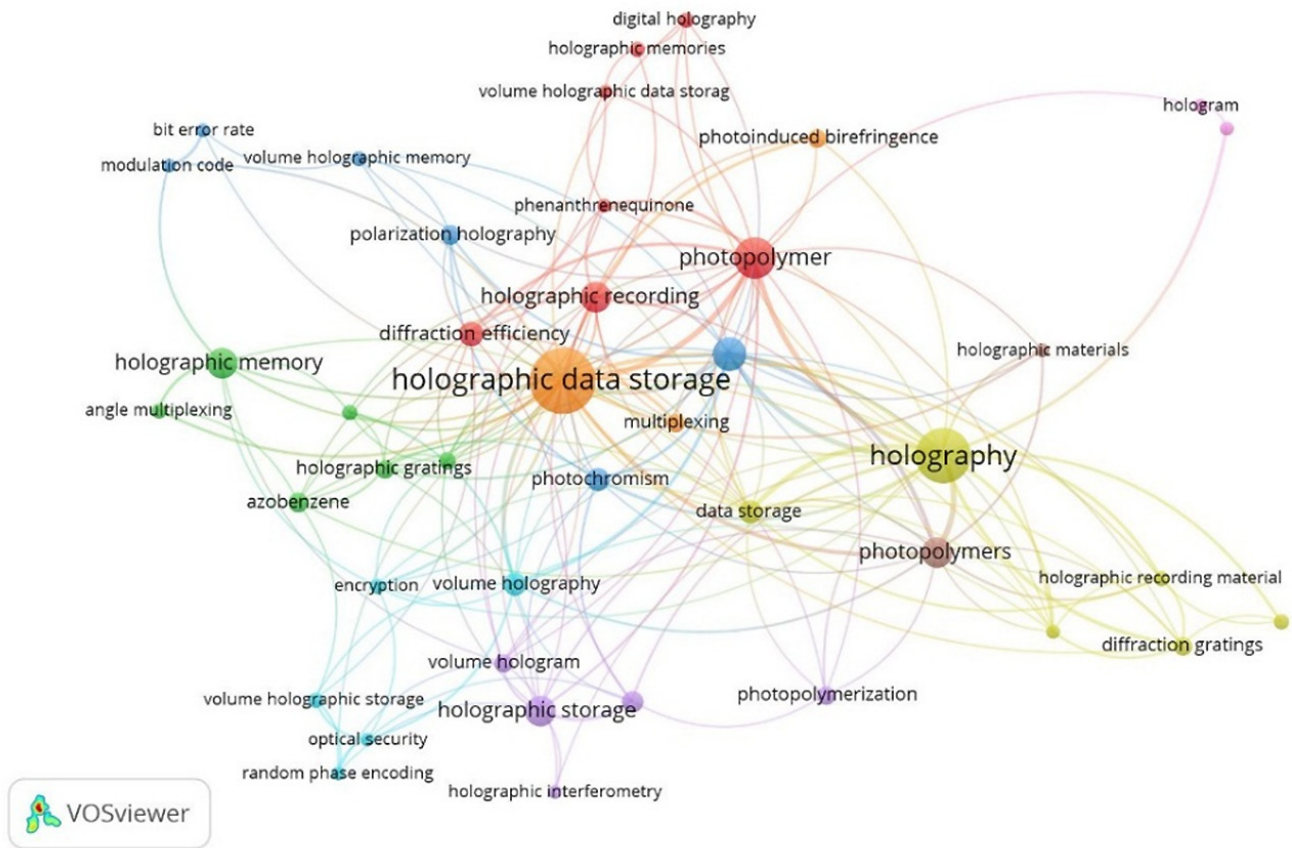 digital holography
holographic memories
volume holographic data storag
hologram
bit error rate
photoinduced birefringence
modulation code
volume holographic memory
phenanthrenequinone
polarization holography
photopolymer
holographic recording
diffraction efficiency
holographic materials
holographic memory
holographic data storage
angle multiplexing
multiplexing
holography
holographic gratings
photochromism
azobenzene
data storage
photopolymers
holographic recording material
encryption
volume holography
diffraction gratings
volume hologram
photopolymerization
volume holographic storage
holographic storage
optical security
random phase encoding
holographic interferometry
VOSviewer